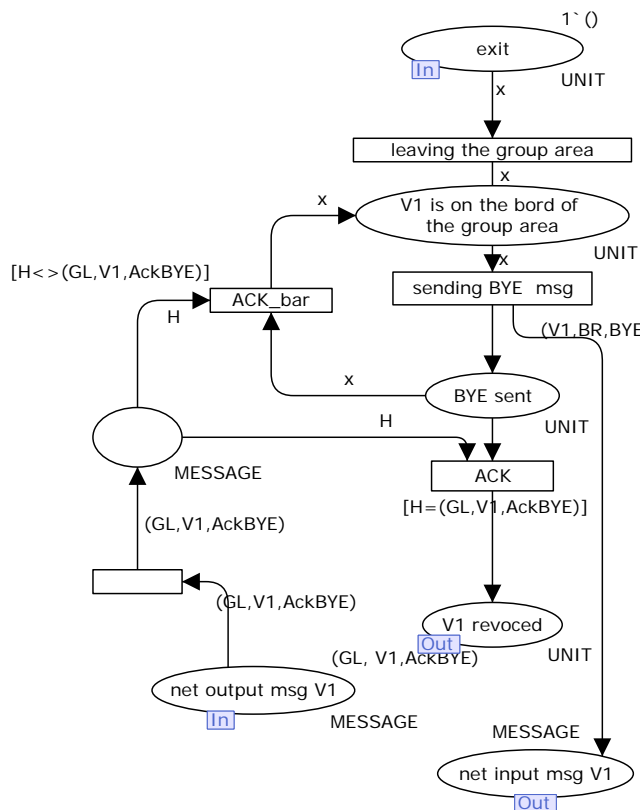 1`()
exit
In
UNIT
x
leaving the group area
x
V1 is on the bord of
the group area
x
UNIT
[H<>(GL,V1,AckBYE)]
x
ACK_bar
sending BYE msg
H
(V1,BR,BYE
x
BYE sent
H
UNIT
MESSAGE
ACK
[H=(GL,V1,AckBYE)]
(GL,V1,AckBYE)
(GL,V1,AckBYE)
V1 revoced
Out
(GL, V1,AckBYE)
UNIT
net output msg V1
In
MESSAGE
MESSAGE
net input msg V1
Out